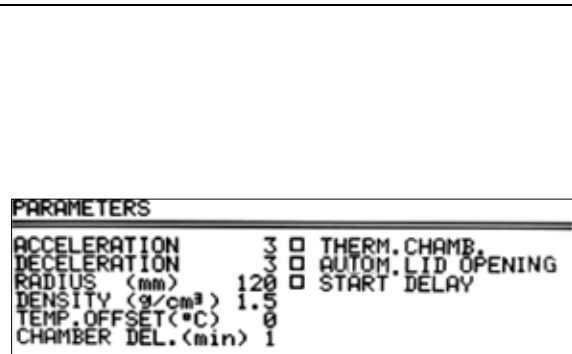 PARAMETERS
ACCELERATION 3 □ THERM.CHAMB.
DECELERATION 3 □ AUTOM.LID OPENING
RADIUS (mm) 120 □ START DELAY
DENSITY (g/cm³) 1.5
TEMP.OFFSET(°C) 0
CHAMBER DEL.(min) 1